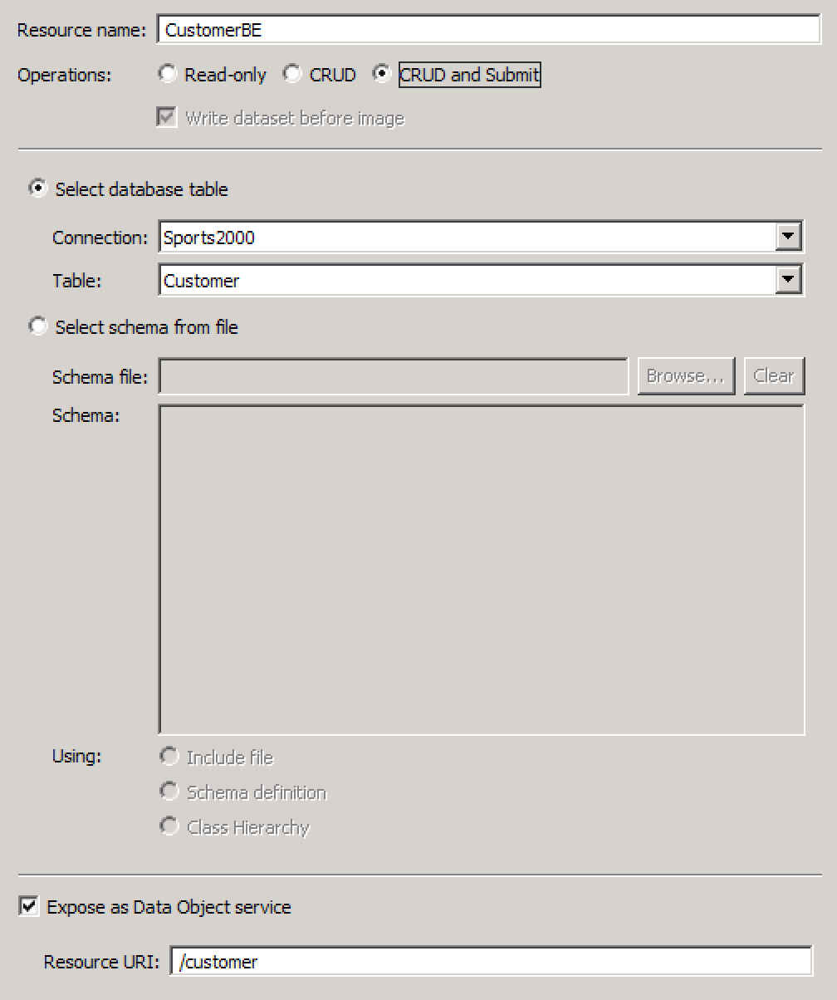 Resource name: CustomerBE
Operations: Read-only CRUD CRUD and Submit
Write dataset before image
Select database table
Connection: Sports2000
Table: Customer
Select schema from file
Schema file: Browse... Clear
Schema:
Using: Include file
Schema definition
Class Hierarchy
Expose as Data Object service
Resource URI: /customer